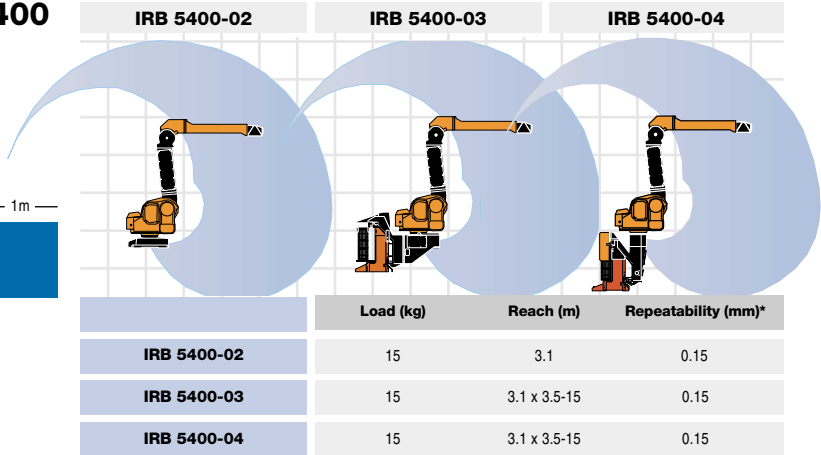 400
IRB 5400-02 IRB 5400-03 IRB 5400-04
1m
Load (kg) Reach (m) Repeatability (mm)*
IRB 5400-02 15 3.1 0.15
IRB 5400-03 15 3.1 x 3.5-15 0.15
IRB 5400-04 15 3.1 x 3.5-15 0.15